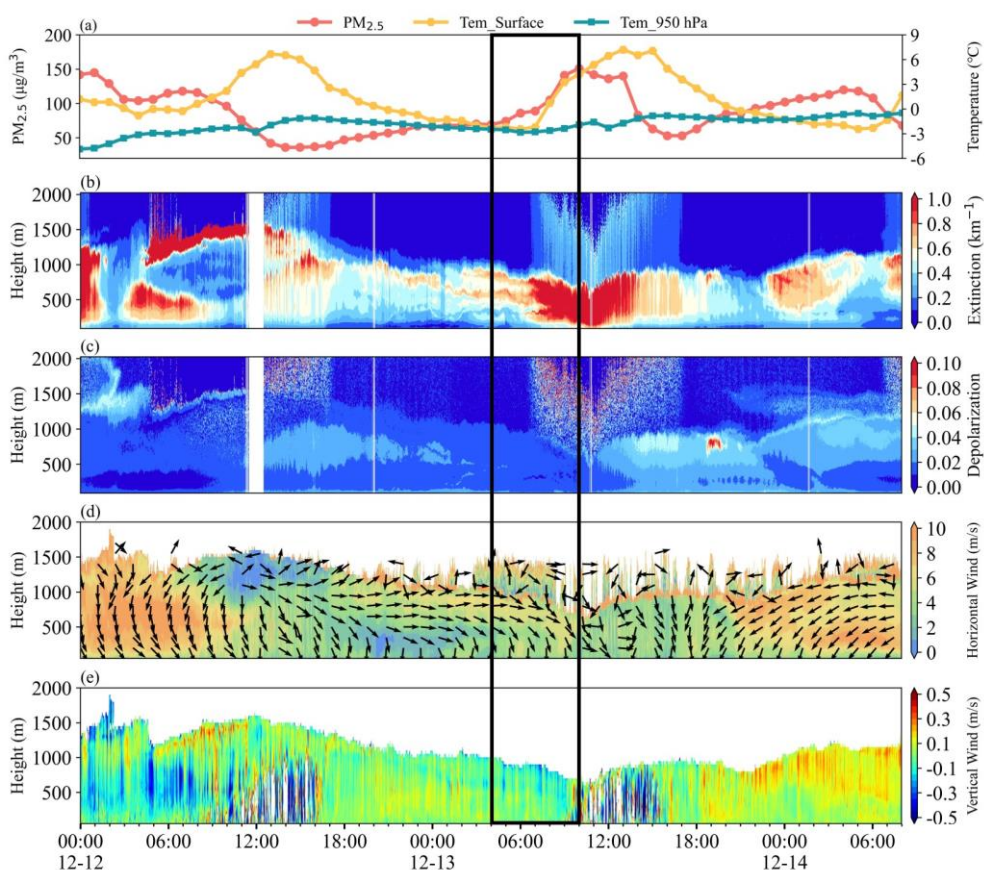 PM2.5 Tem_Surface Tem_950 hPa
(a)
200
150
100
50
PM2.5 (μg/m3)
9
6
3
0
-3
-6
Temperature (°C)
(b)
2000
1500
1000
500
Height (m)
1.0
0.8
0.6
0.4
0.2
0.0
Extinction (km−1)
(c)
2000
1500
1000
500
Height (m)
0.10
0.08
0.06
0.04
0.02
0.00
Depolarization
(d)
2000
1500
1000
500
Height (m)
10
8
6
4
2
0
Horizontal Wind (m/s)
(e)
2000
1500
1000
500
Height (m)
0.5
0.3
0.1
-0.1
-0.3
-0.5
Vertical Wind (m/s)
00:00 06:00 12:00 18:00 00:00 06:00 12:00 18:00 00:00 06:00
12-12 12-13 12-14